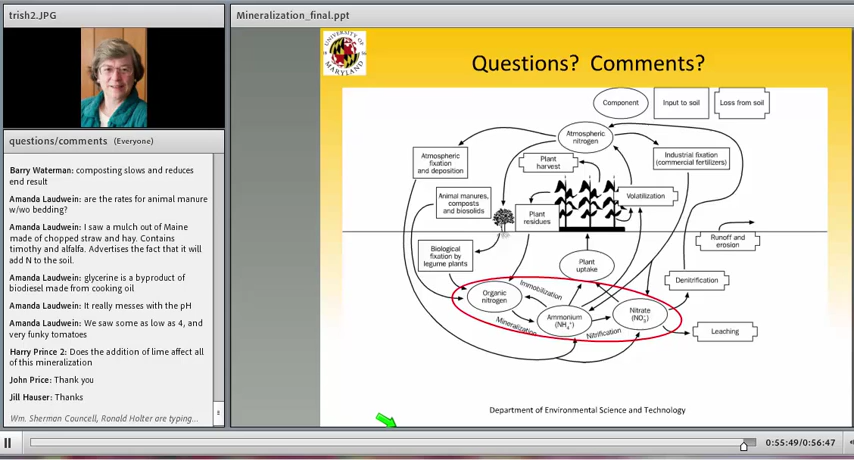 trish2.JPG
questions/comments (Everyone)
Barry Waterman: composting slows and reduces
end result
Amanda Laudwein: are the rates for animal manure
w/wo bedding?
Amanda Laudwein: I saw a mulch out of Maine
made of chopped straw and hay. Contains
timothy and alfalfa. Advertises the fact that it will
add N to the soil.
Amanda Laudwein: glycerine is a byproduct of
biodiesel made from cooking oil
Amanda Laudwein: It really messes with the pH
Amanda Laudwein: We saw some as low as 4, and
very funky tomatoes
Harry Prince 2: Does the addition of lime affect all
of this mineralization
John Price: Thank you
Jill Hauser: Thanks
Wm. Sherman Councell, Ronald Holter are typing...
Mineralization_final.ppt
UNIVERSITY OF
MARYLAND
Questions? Comments?
Component
Input to soil
Loss from soil
Atmospheric
nitrogen
Atmospheric
fixation
and deposition
Plant
harvest
Industrial fixation
(commercial fertilizers)
Animal manures,
composts
and biosolids
Volatilization
Plant
residues
Runoff and
erosion
Biological
fixation by
legume plants
Plant
uptake
Denitrification
Organic
nitrogen
Immobilization
Ammonium
(NH₄⁺)
Nitrate
(NO₃⁻)
Mineralization
Nitrification
Leaching
Department of Environmental Science and Technology
0:55:49/0:56:47